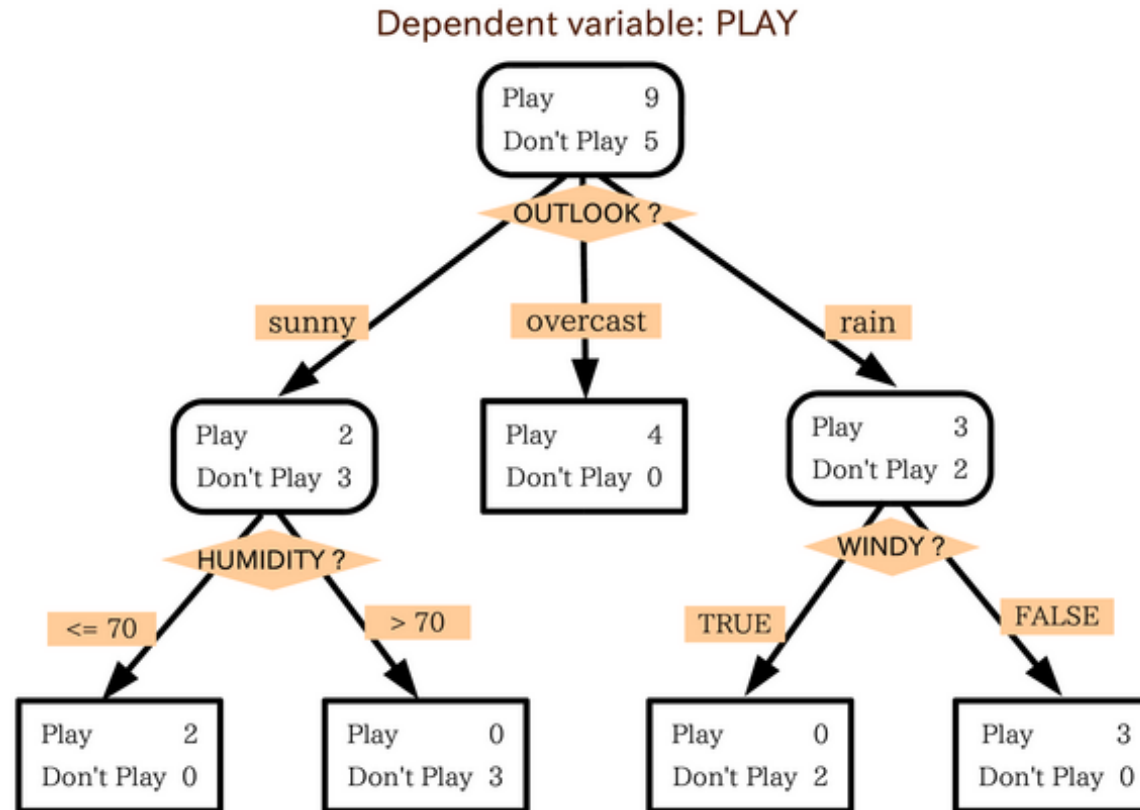 Dependent variable: PLAY
Play 9
Don't Play 5
OUTLOOK ?
sunny
overcast
rain
Play 2
Don't Play 3
Play 4
Don't Play 0
Play 3
Don't Play 2
HUMIDITY ?
WINDY ?
<= 70
> 70
TRUE
FALSE
Play 2
Don't Play 0
Play 0
Don't Play 3
Play 0
Don't Play 2
Play 3
Don't Play 0